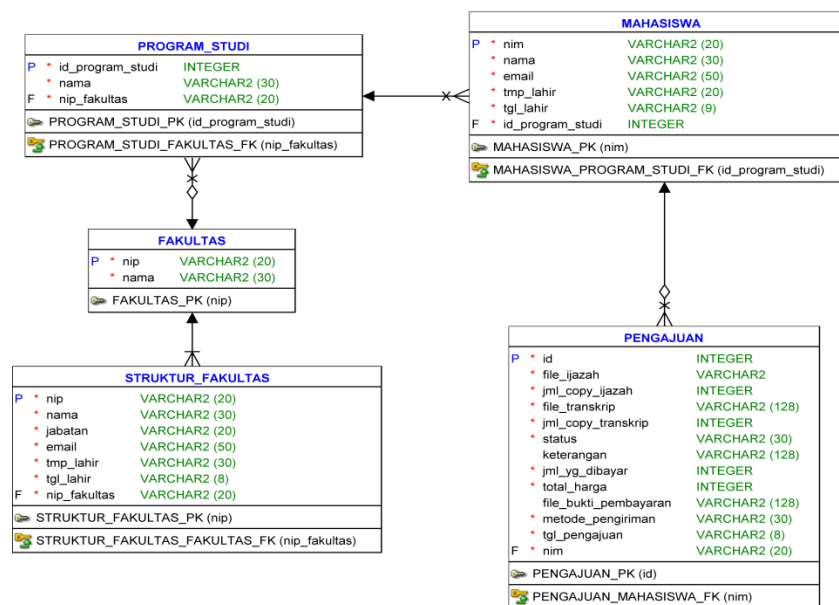 PROGRAM_STUDI
P * id_program_studi INTEGER
* nama VARCHAR2 (30)
F * nip_fakultas VARCHAR2 (20)
PROGRAM_STUDI_PK (id_program_studi)
PROGRAM_STUDI_FAKULTAS_FK (nip_fakultas)
MAHASISWA
P * nim VARCHAR2 (20)
* nama VARCHAR2 (30)
* email VARCHAR2 (50)
* tmp_lahir VARCHAR2 (20)
* tgl_lahir VARCHAR2 (9)
F * id_program_studi INTEGER
MAHASISWA_PK (nim)
MAHASISWA_PROGRAM_STUDI_FK (id_program_studi)
FAKULTAS
P * nip VARCHAR2 (20)
* nama VARCHAR2 (30)
FAKULTAS_PK (nip)
STRUKTUR_FAKULTAS
P * nip VARCHAR2 (20)
* nama VARCHAR2 (30)
* jabatan VARCHAR2 (20)
* email VARCHAR2 (50)
* tmp_lahir VARCHAR2 (30)
* tgl_lahir VARCHAR2 (8)
F * nip_fakultas VARCHAR2 (20)
STRUKTUR_FAKULTAS_PK (nip)
STRUKTUR_FAKULTAS_FAKULTAS_FK (nip_fakultas)
PENGAJUAN
P * id INTEGER
* file_ijazah VARCHAR2
* jml_copy_ijazah INTEGER
* file_transkrip VARCHAR2 (128)
* jml_copy_transkrip INTEGER
* status VARCHAR2 (30)
keterangan VARCHAR2 (128)
* jml_yg_dibayar INTEGER
* total_harga INTEGER
file_bukti_pembayaran VARCHAR2 (128)
* metode_pengiriman VARCHAR2 (30)
* tgl_pengajuan VARCHAR2 (8)
F * nim VARCHAR2 (20)
PENGAJUAN_PK (id)
PENGAJUAN_MAHASISWA_FK (nim)